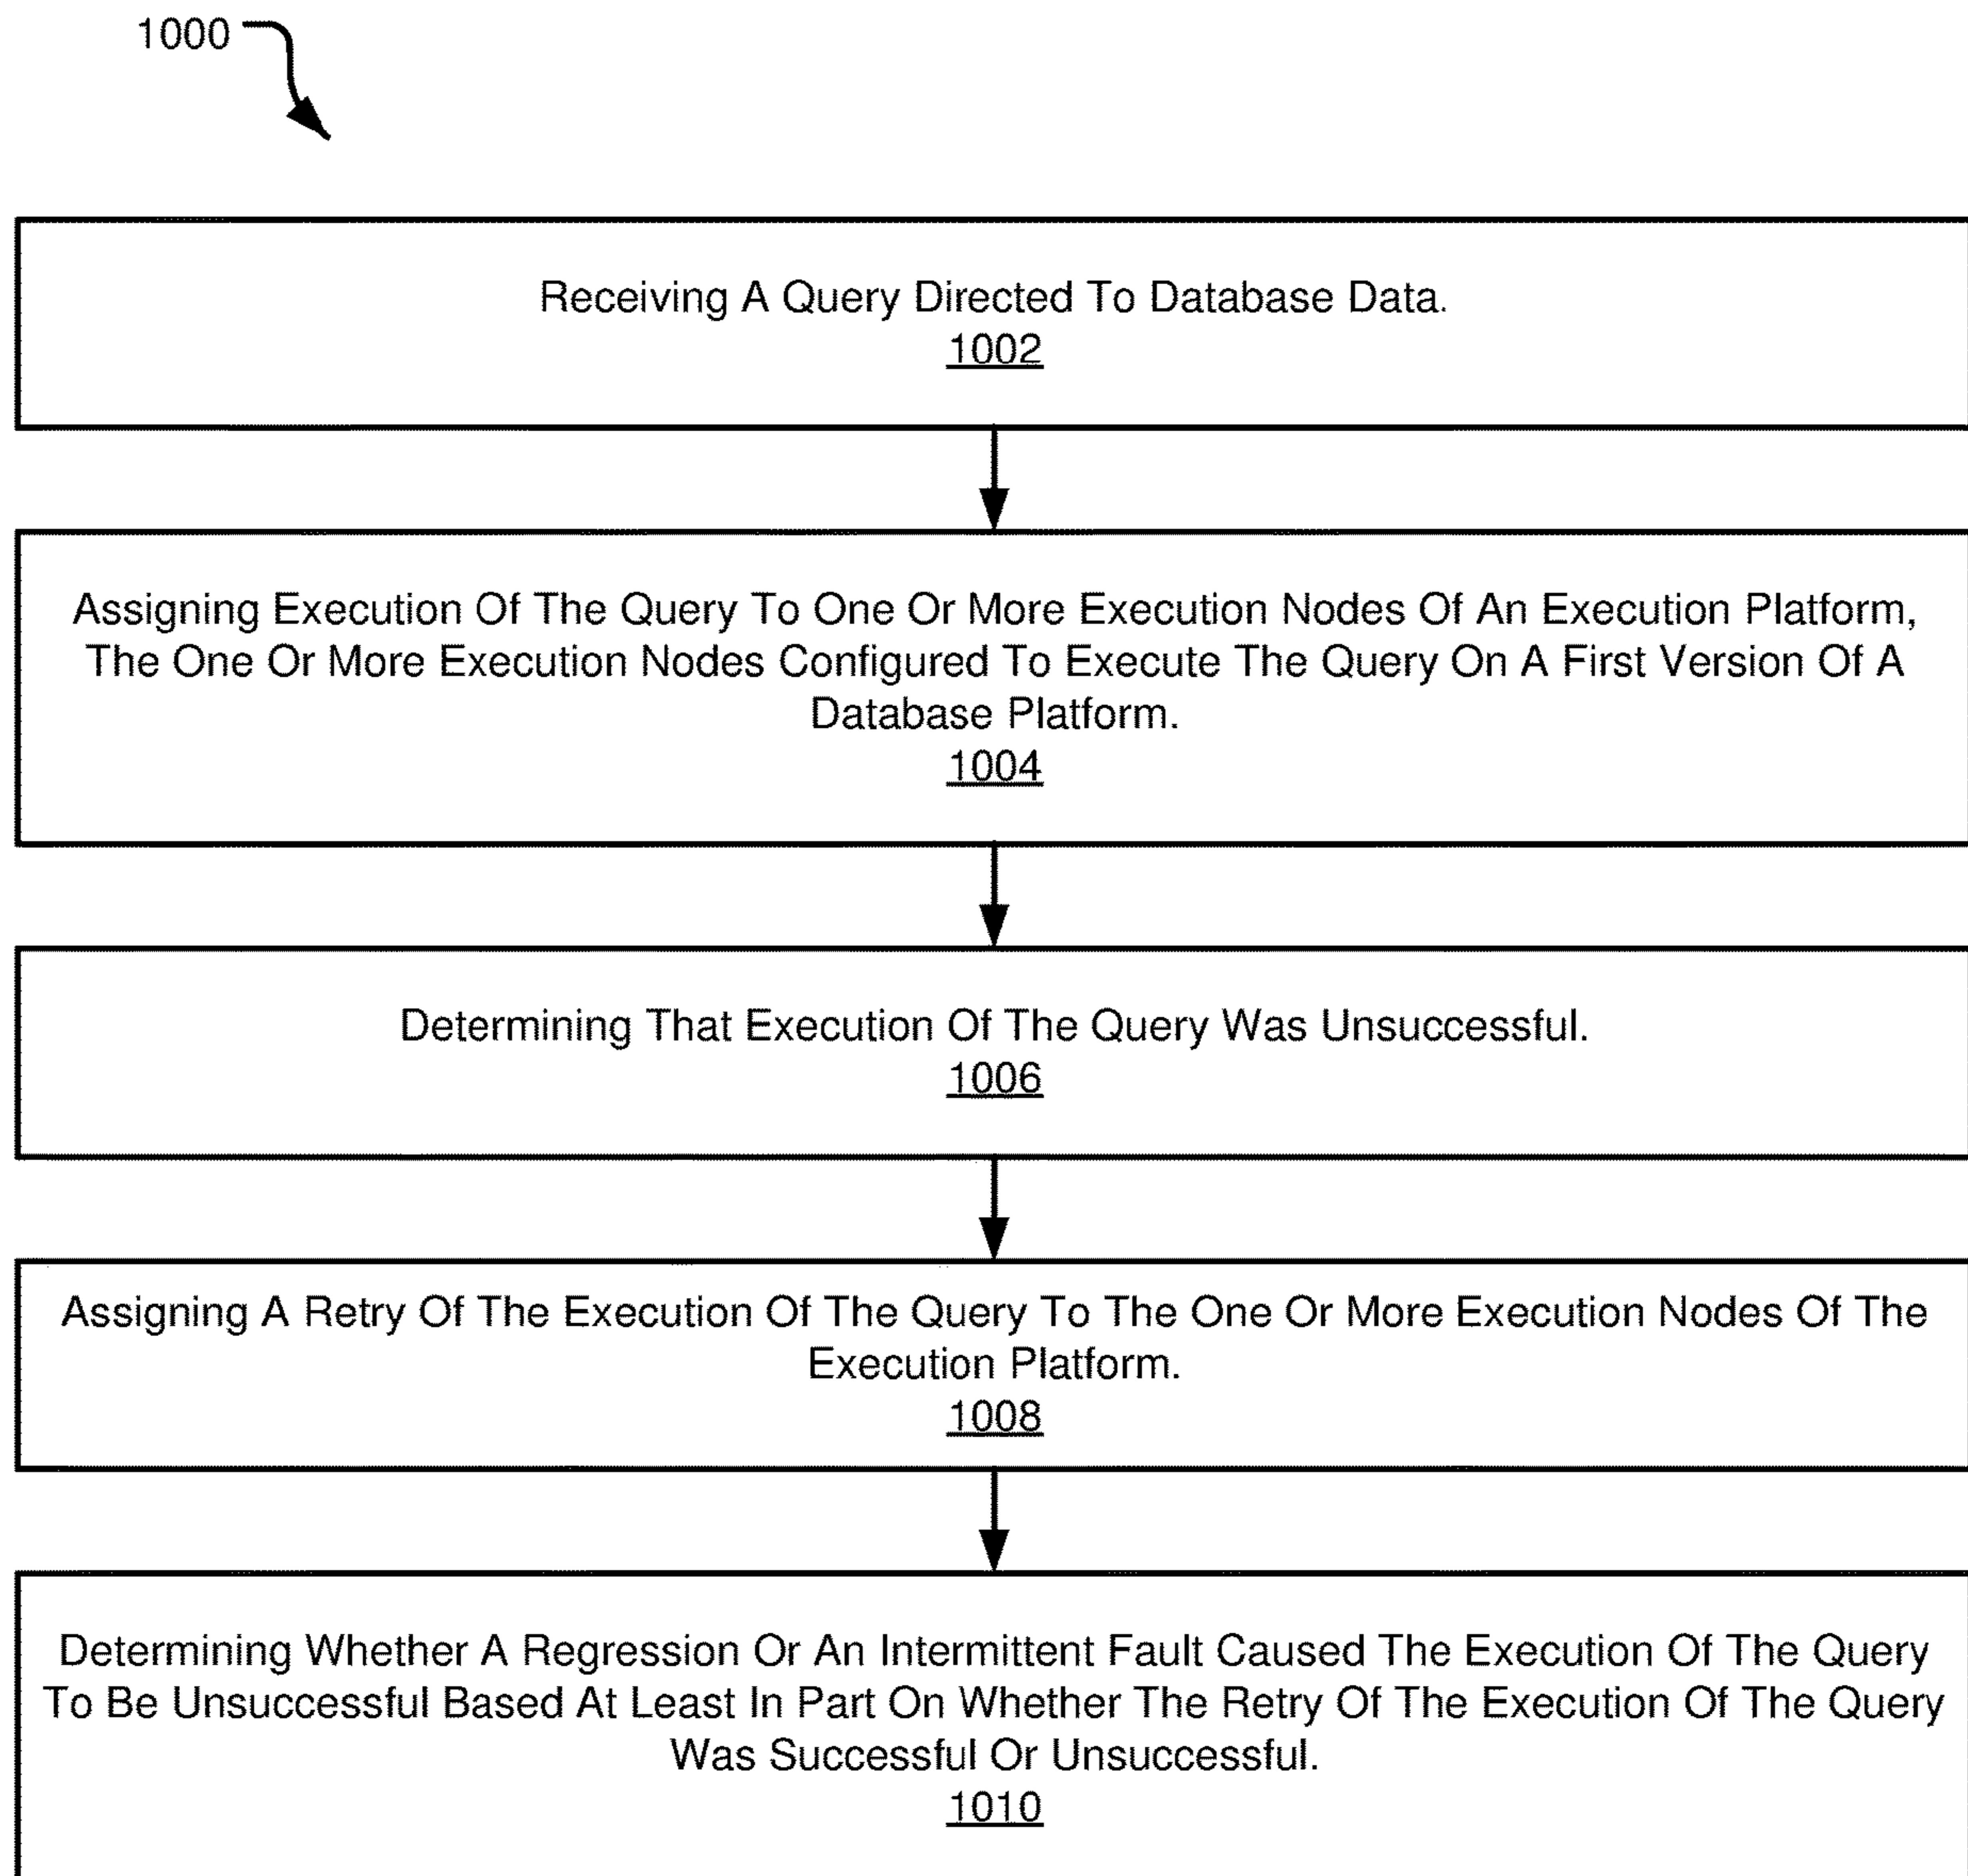 1000
Receiving A Query Directed To Database Data.
1002
Assigning Execution Of The Query To One Or More Execution Nodes Of An Execution Platform,
The One Or More Execution Nodes Configured To Execute The Query On A First Version Of A
Database Platform.
1004
Determining That Execution Of The Query Was Unsuccessful.
1006
Assigning A Retry Of The Execution Of The Query To The One Or More Execution Nodes Of The
Execution Platform.
1008
Determining Whether A Regression Or An Intermittent Fault Caused The Execution Of The Query
To Be Unsuccessful Based At Least In Part On Whether The Retry Of The Execution Of The Query
Was Successful Or Unsuccessful.
1010